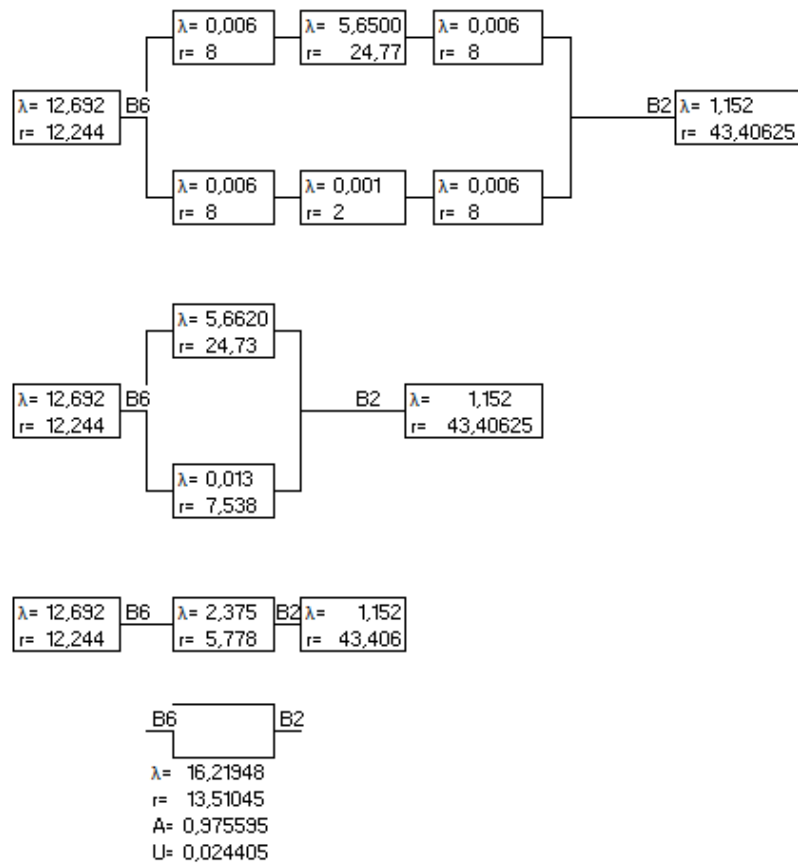 λ= 0,006 λ= 5,6500 λ= 0,006
r= 8 r= 24,77 r= 8
λ= 12,692 B6 B2 λ= 1,152
r= 12,244 r= 43,40625
λ= 0,006 λ= 0,001 λ= 0,006
r= 8 r= 2 r= 8
λ= 5,6620
r= 24,73
λ= 12,692 B6 B2 λ= 1,152
r= 12,244 r= 43,40625
λ= 0,013
r= 7,538
λ= 12,692 B6 λ= 2,375 B2 λ= 1,152
r= 12,244 r= 5,778 r= 43,406
B6 B2
λ= 16,21948
r= 13,51045
A= 0,975595
U= 0,024405